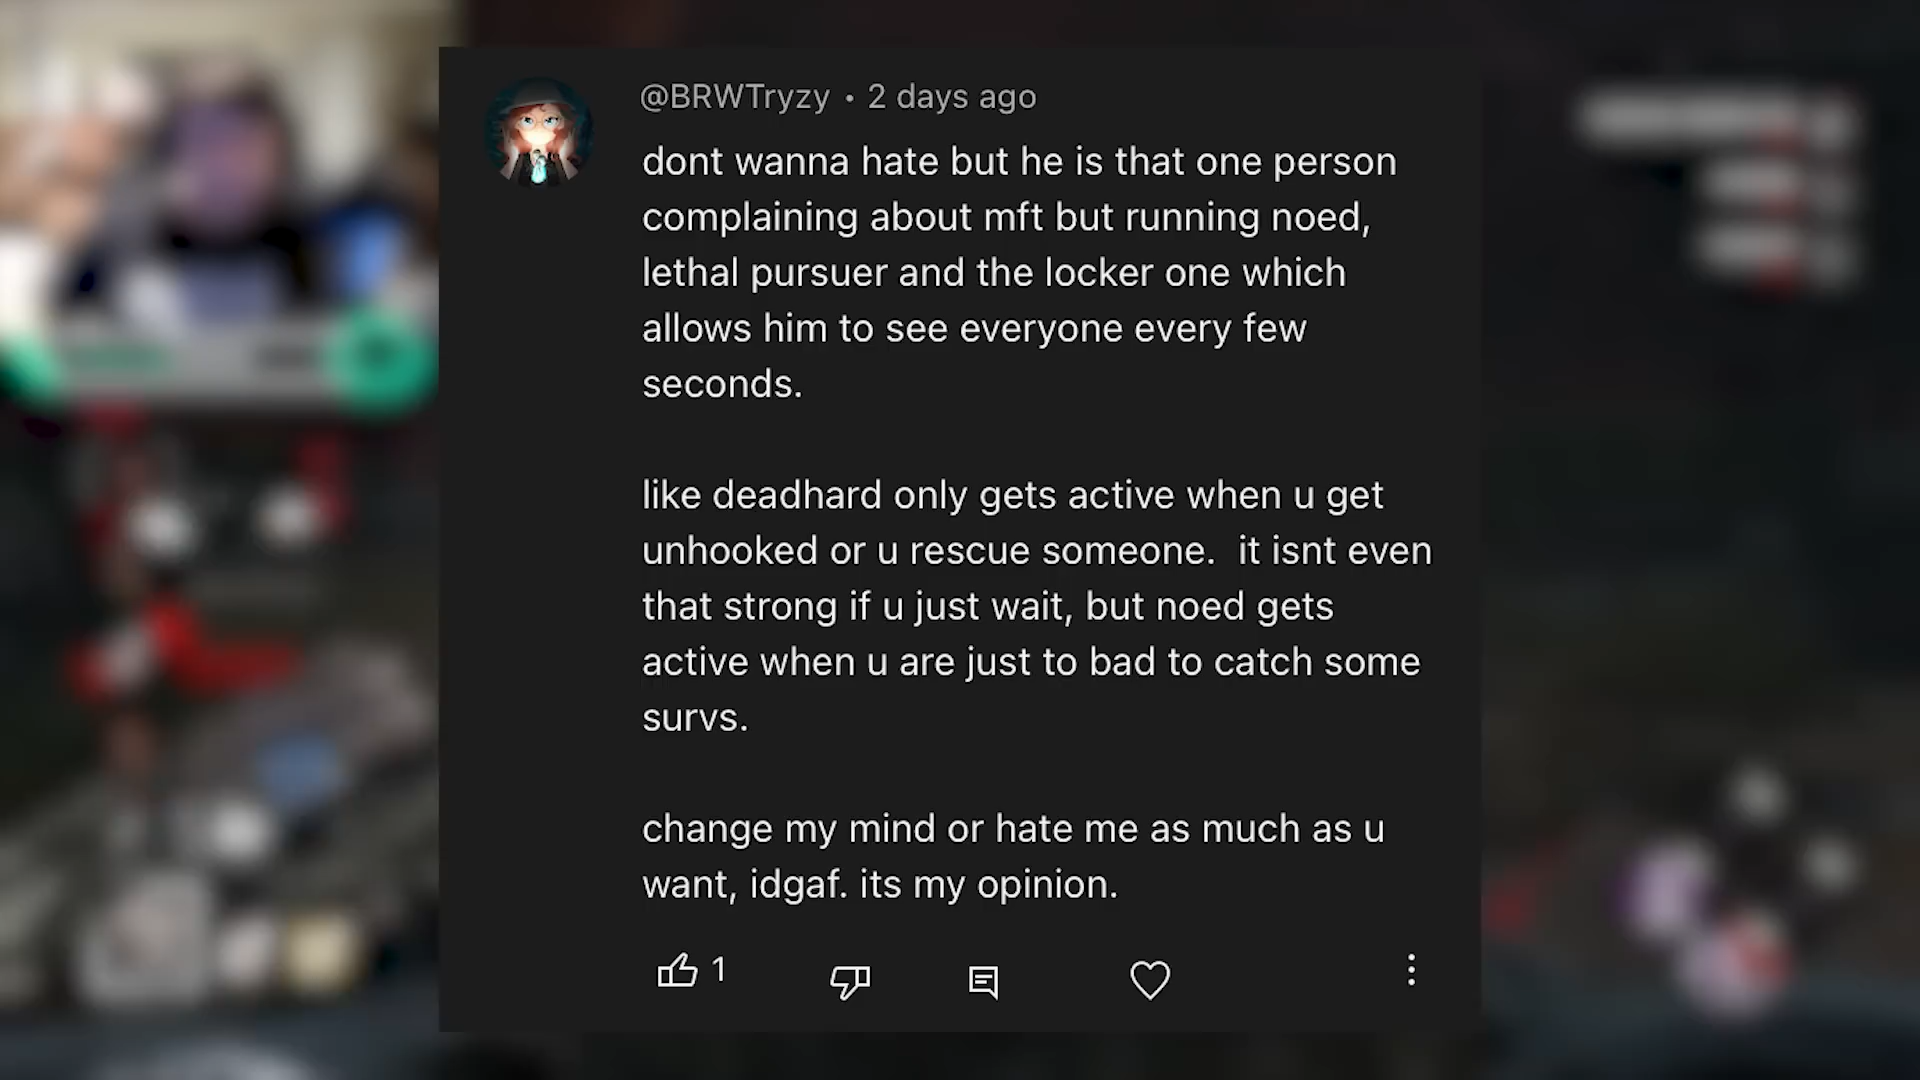 @BRWTryzy • 2 days ago
dont wanna hate but he is that one person
complaining about mft but running noed,
lethal pursuer and the locker one which
allows him to see everyone every few
seconds.
like deadhard only gets active when u get
unhooked or u rescue someone.  it isnt even
that strong if u just wait, but noed gets
active when u are just to bad to catch some
survs.
change my mind or hate me as much as u
want, idgaf. its my opinion.
1